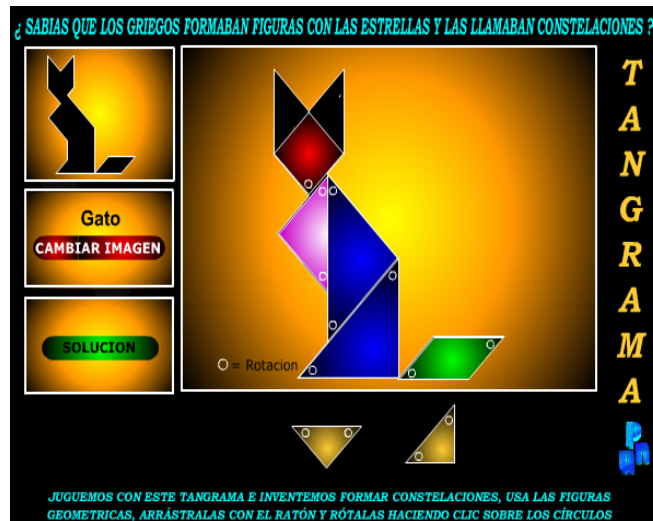 ¿ SABIAS QUE LOS GRIEGOS FORMABAN FIGURAS CON LAS ESTRELLAS Y LAS LLAMABAN CONSTELACIONES ?
Gato
CAMBIAR IMAGEN
SOLUCION
O = Rotacion
TANGRAMA
JUGUEMOS CON ESTE TANGRAMA E INVENTEMOS FORMAR CONSTELACIONES, USA LAS FIGURAS
GEOMETRICAS, ARRÁSTRALAS CON EL RATÓN Y RÓTALAS HACIENDO CLIC SOBRE LOS CÍRCULOS